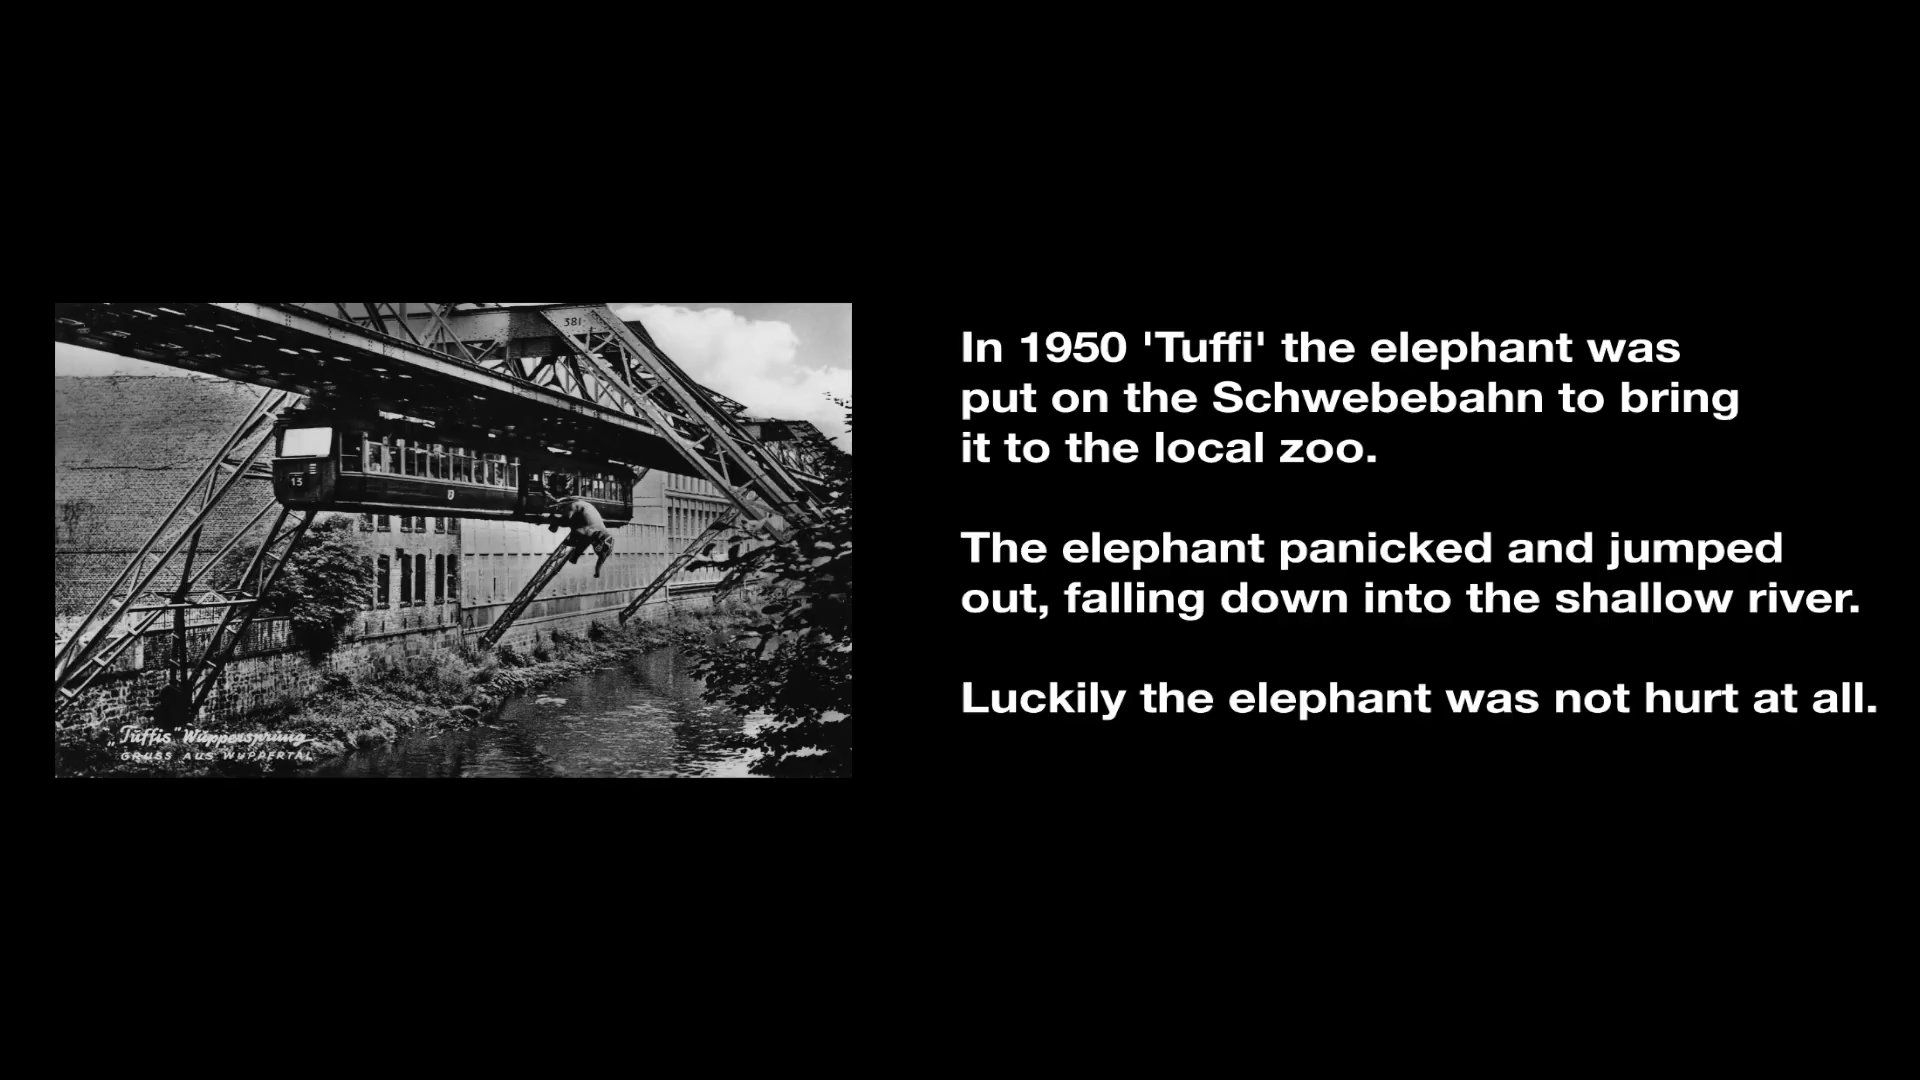 381
13
„Tuffis" Wuppersprung
GRUSS AUS WUPPERTAL
In 1950 'Tuffi' the elephant was
put on the Schwebebahn to bring
it to the local zoo.
The elephant panicked and jumped
out, falling down into the shallow river.
Luckily the elephant was not hurt at all.